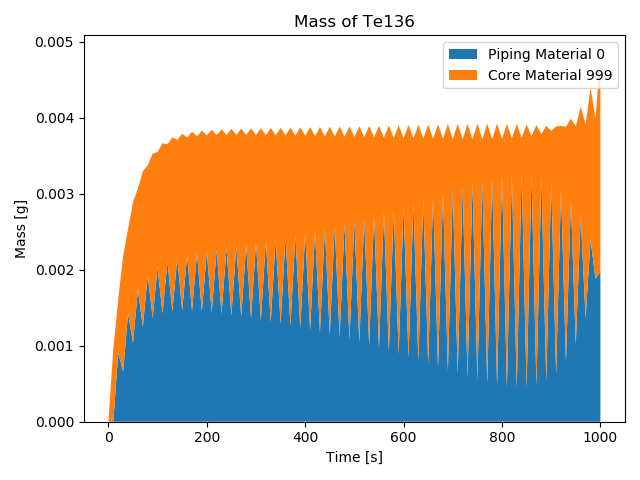 Mass of Te136
0.005
0.004
0.003
0.002
0.001
0.000
Mass [g]
Piping Material 0
Core Material 999
0
200
400
600
800
1000
Time [s]